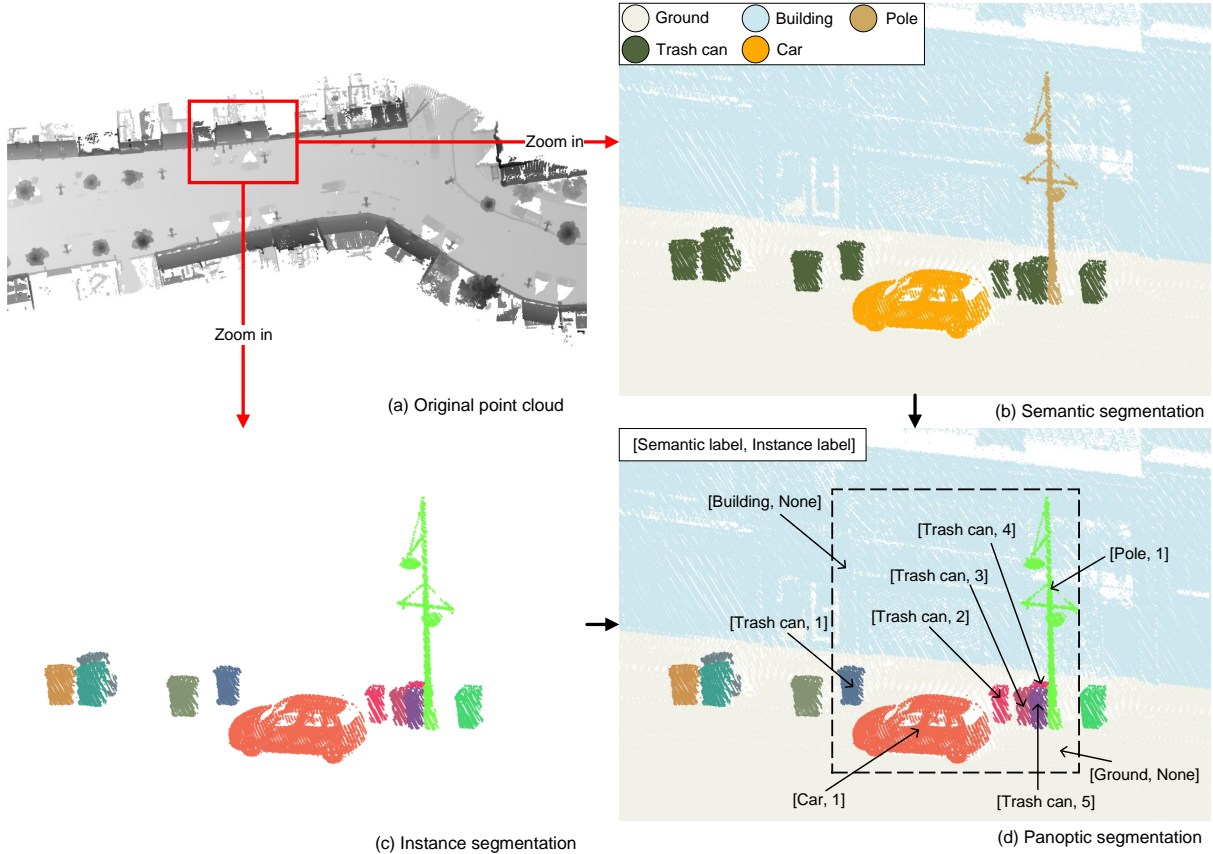 Ground
Building
Pole
Trash can
Car
Zoom in
Zoom in
(a) Original point cloud
(b) Semantic segmentation
[Semantic label, Instance label]
[Building, None]
[Trash can, 4]
[Pole, 1]
[Trash can, 3]
[Trash can, 2]
[Trash can, 1]
[Ground, None]
[Car, 1]
[Trash can, 5]
(c) Instance segmentation
(d) Panoptic segmentation